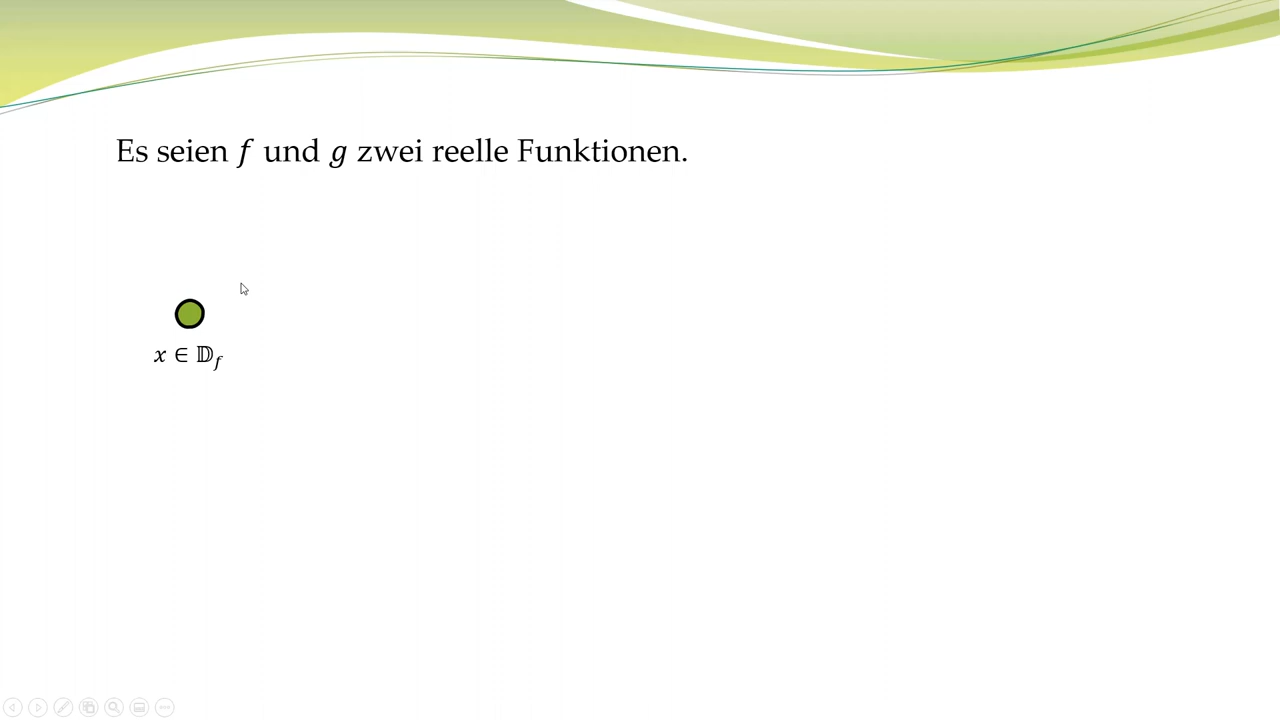 Es seien f und g zwei reelle Funktionen.
x ∈ 𝔻_f